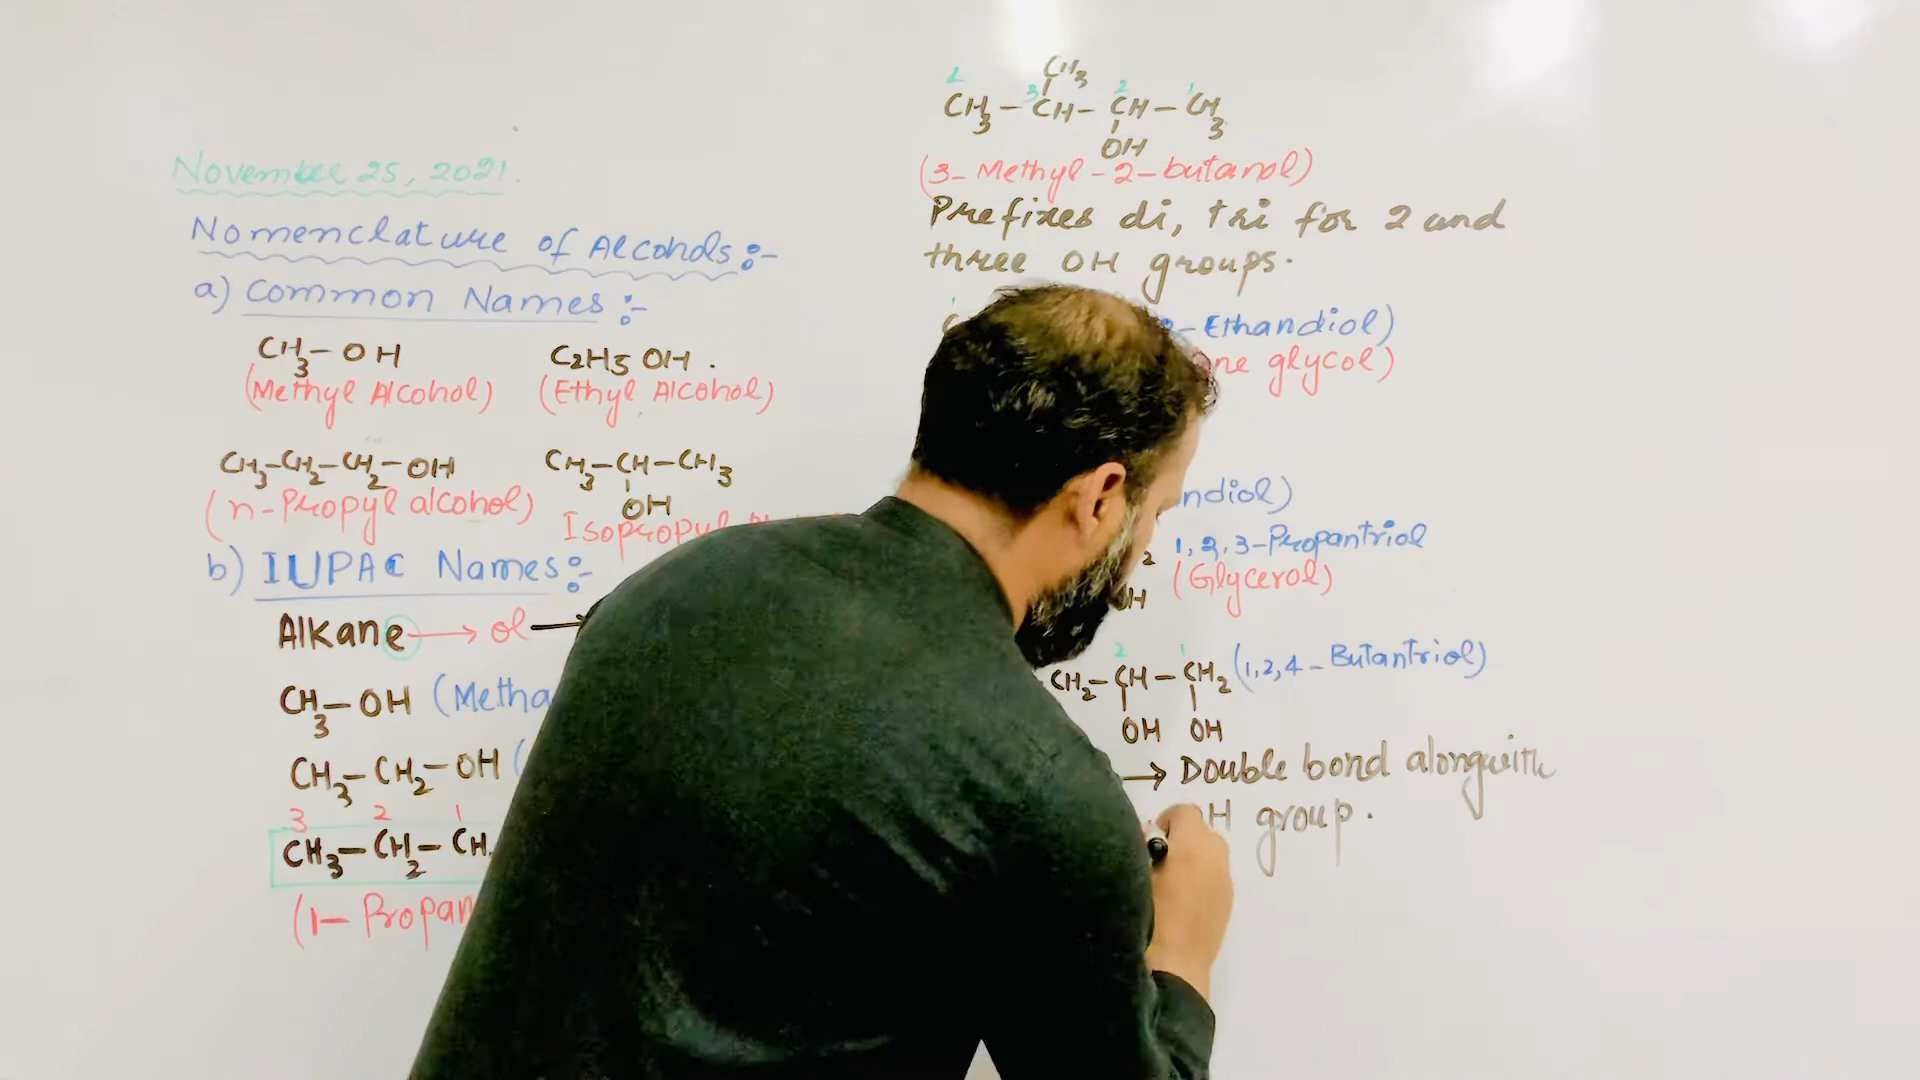 November 25, 2021.
Nomenclature of Alcohols :-
a) Common Names :-
CH3-OH
C2H5OH.
(Methyl Alcohol)
(Ethyl Alcohol)
CH3-CH2-CH2-OH
CH3-CH-CH3
OH
(n-Propyl alcohol)
Isopropyl
b) IUPAC Names :-
Alkane → ol →
CH3-OH (Metha
CH3-CH2-OH (
3 2 1
CH3-CH2-CH
(1-Propan
CH3
3 2 1
CH3-CH-CH-CH3
OH
(3-Methyl-2-butanol)
Prefixes di, tri for 2 and
three OH groups.
-Ethandiol)
ne glycol)
ndiol)
2 1,2,3-Propantriol
(Glycerol)
2 1
CH2-CH-CH2 (1,2,4-Butantriol)
OH OH
→ Double bond alongwith
H group.